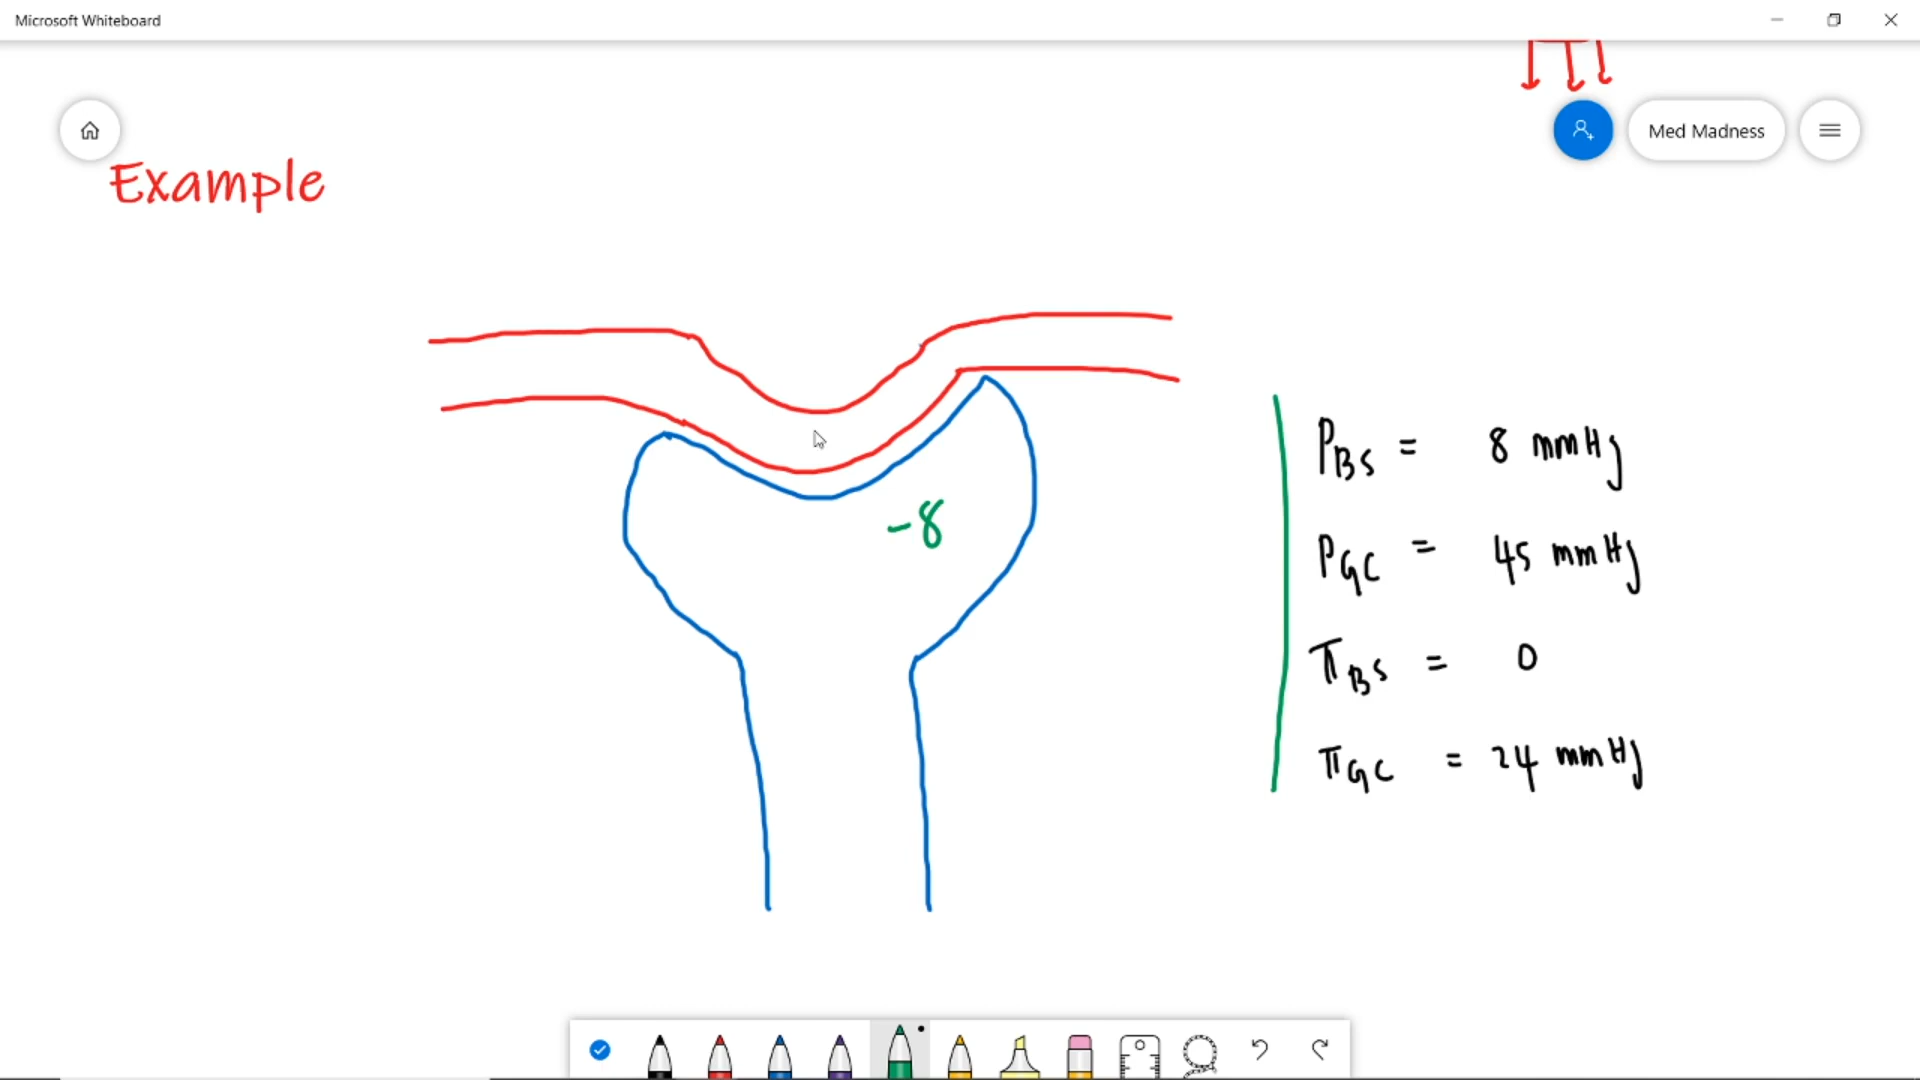 Microsoft Whiteboard
Med Madness
Example
-8
PBS = 8 mmHg
PGC = 45 mmHg
πBS = 0
πGC = 24 mmHg